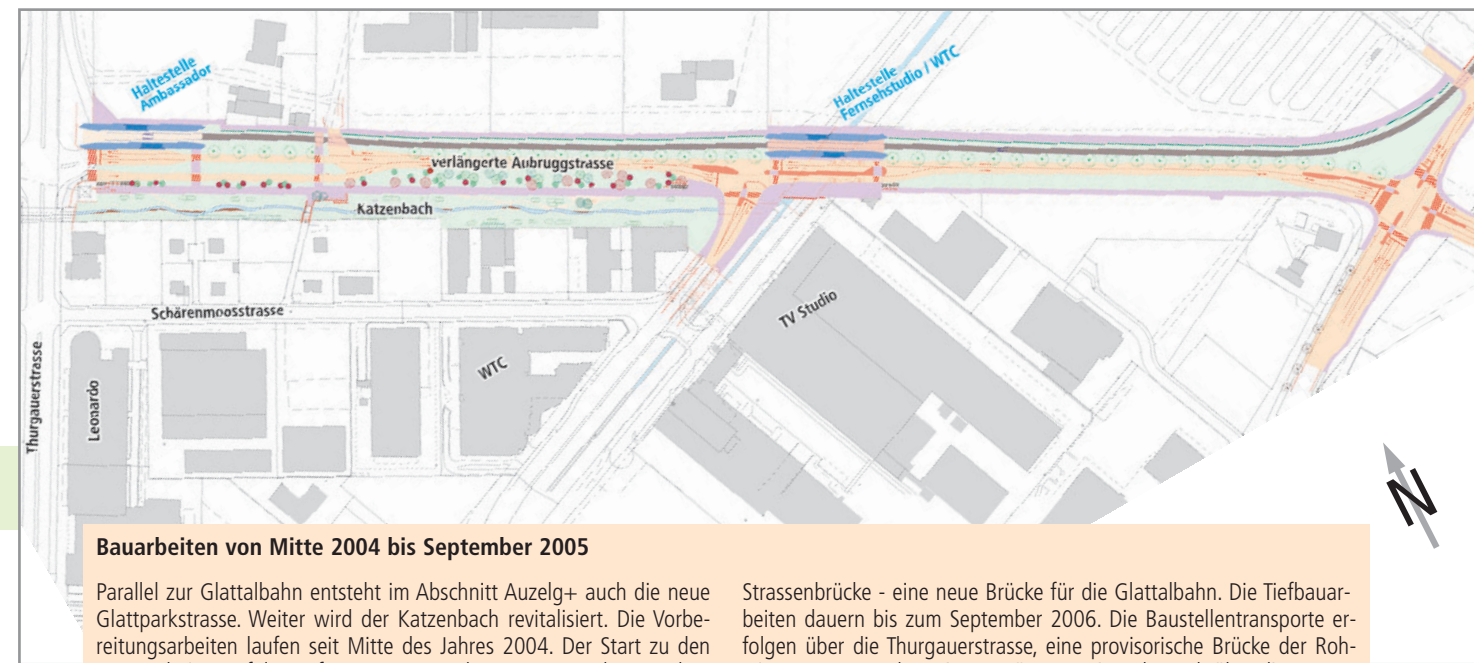 Haltestelle
Ambassador
Haltestelle
Fernsehstudio / WTC
verlängerte Aubruggstrasse
Katzenbach
Schärenmoosstrasse
TV Studio
WTC
Thurgauerstrasse
Leonardo
N
Bauarbeiten von Mitte 2004 bis September 2005
Parallel zur Glattalbahn entsteht im Abschnitt Auzelg+ auch die neue
Glattparkstrasse. Weiter wird der Katzenbach revitalisiert. Die Vorbe-
reitungsarbeiten laufen seit Mitte des Jahres 2004. Der Start zu den
Strassenbrücke - eine neue Brücke für die Glattalbahn. Die Tiefbauar-
beiten dauern bis zum September 2006. Die Baustellentransporte er-
folgen über die Thurgauerstrasse, eine provisorische Brücke der Roh-